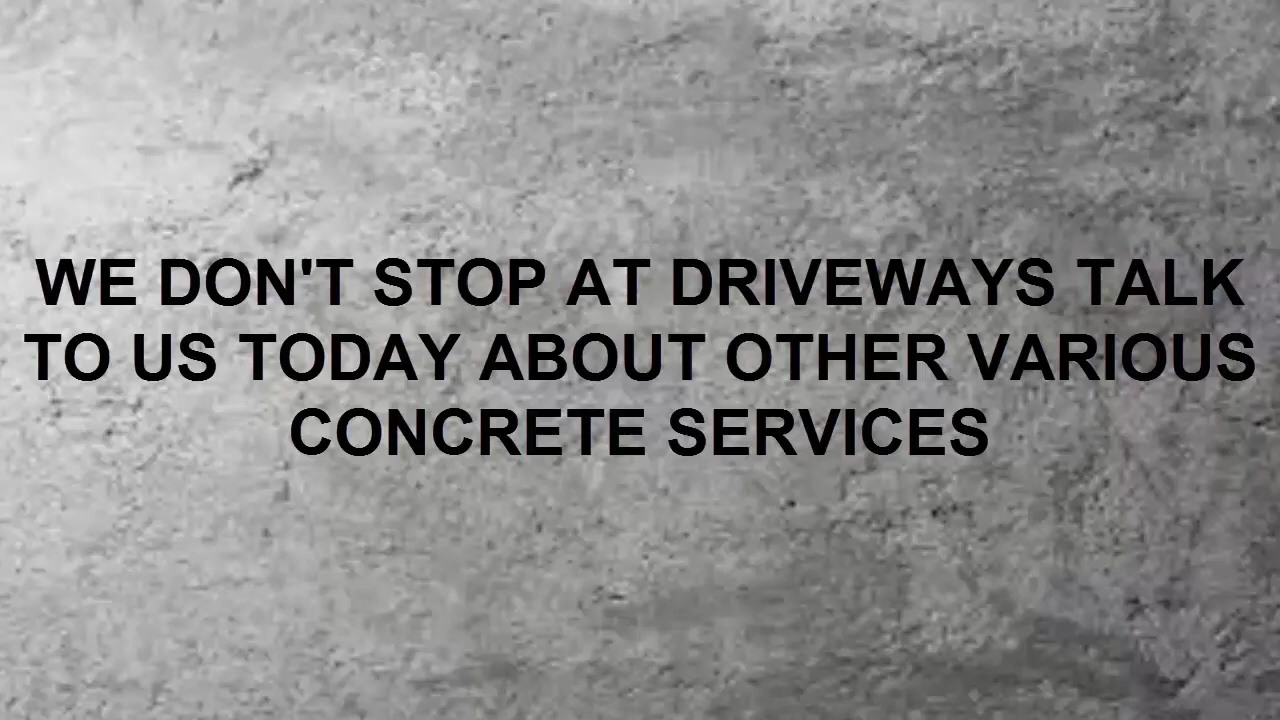 WE DON'T STOP AT DRIVEWAYS TALK
TO US TODAY ABOUT OTHER VARIOUS
CONCRETE SERVICES